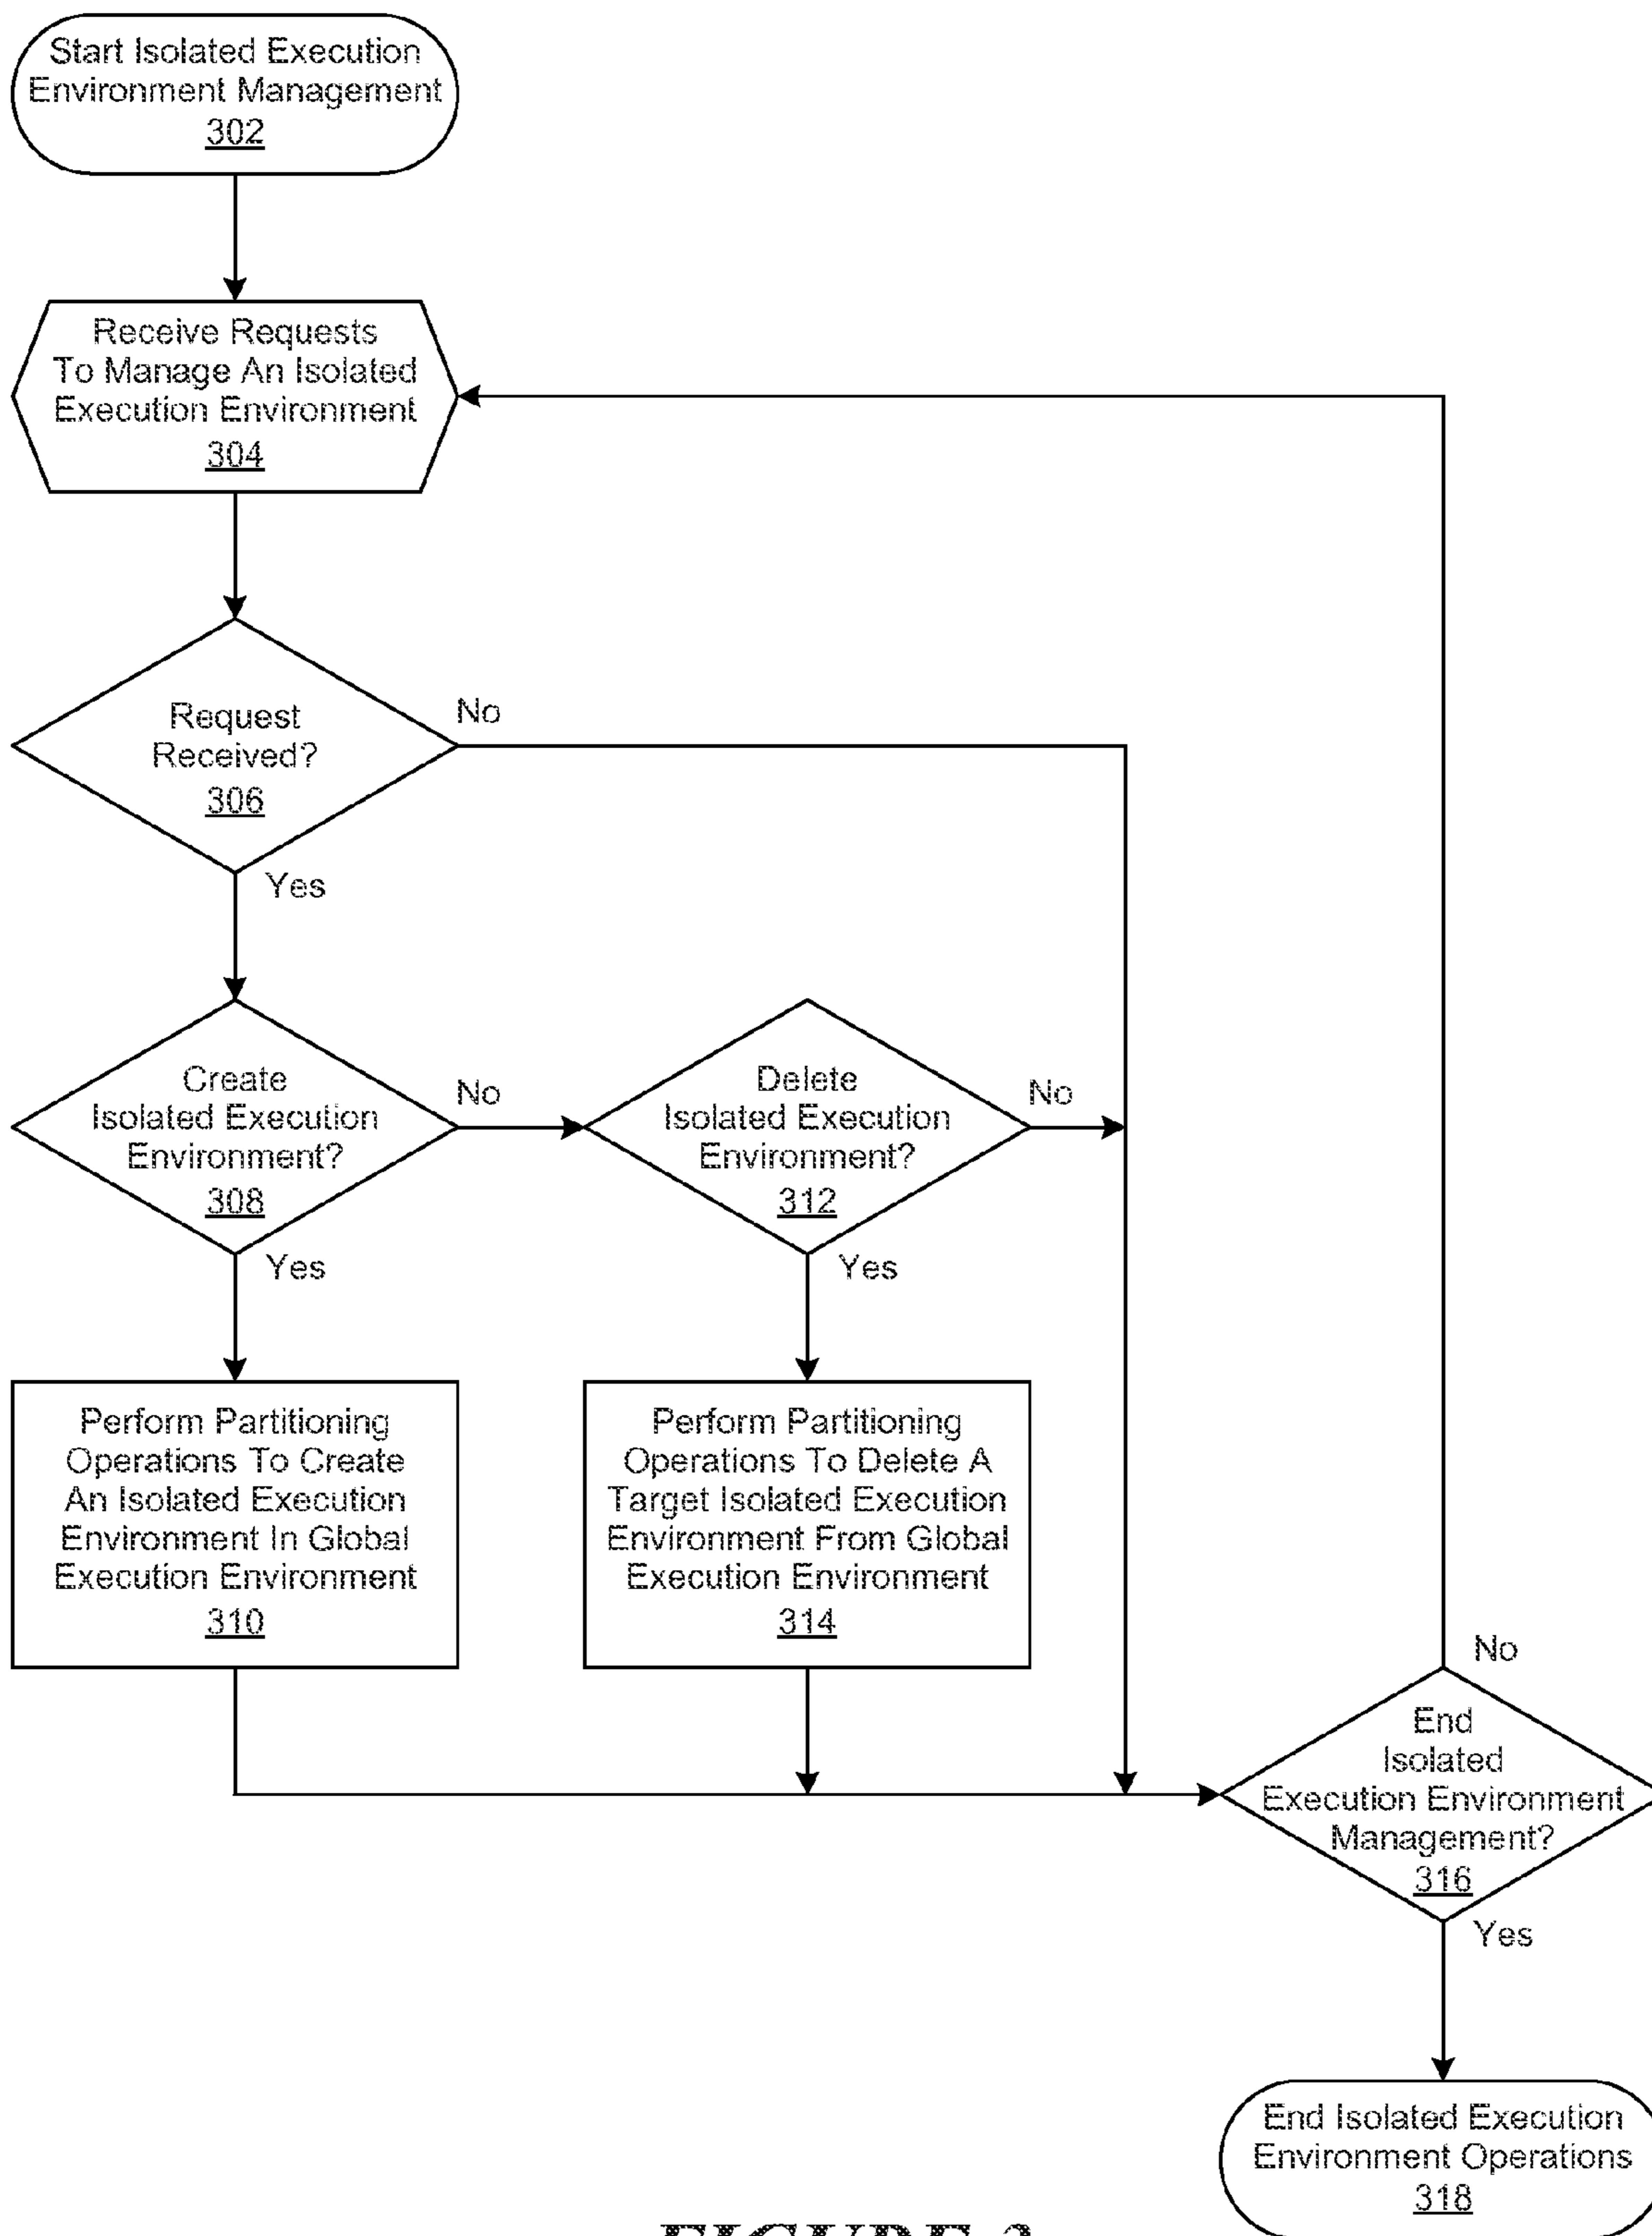 Start Isolated Execution
Environment Management
302
Receive Requests
To Manage An Isolated
Execution Environment
304
Request
Received?
306
No
Yes
Create
Isolated Execution
Environment?
308
No
Yes
Delete
Isolated Execution
Environment?
312
No
Yes
Perform Partitioning
Operations To Create
An Isolated Execution
Environment In Global
Execution Environment
310
Perform Partitioning
Operations To Delete A
Target Isolated Execution
Environment From Global
Execution Environment
314
No
End
Isolated
Execution Environment
Management?
316
Yes
End Isolated Execution
Environment Operations
318
FIGURE 3